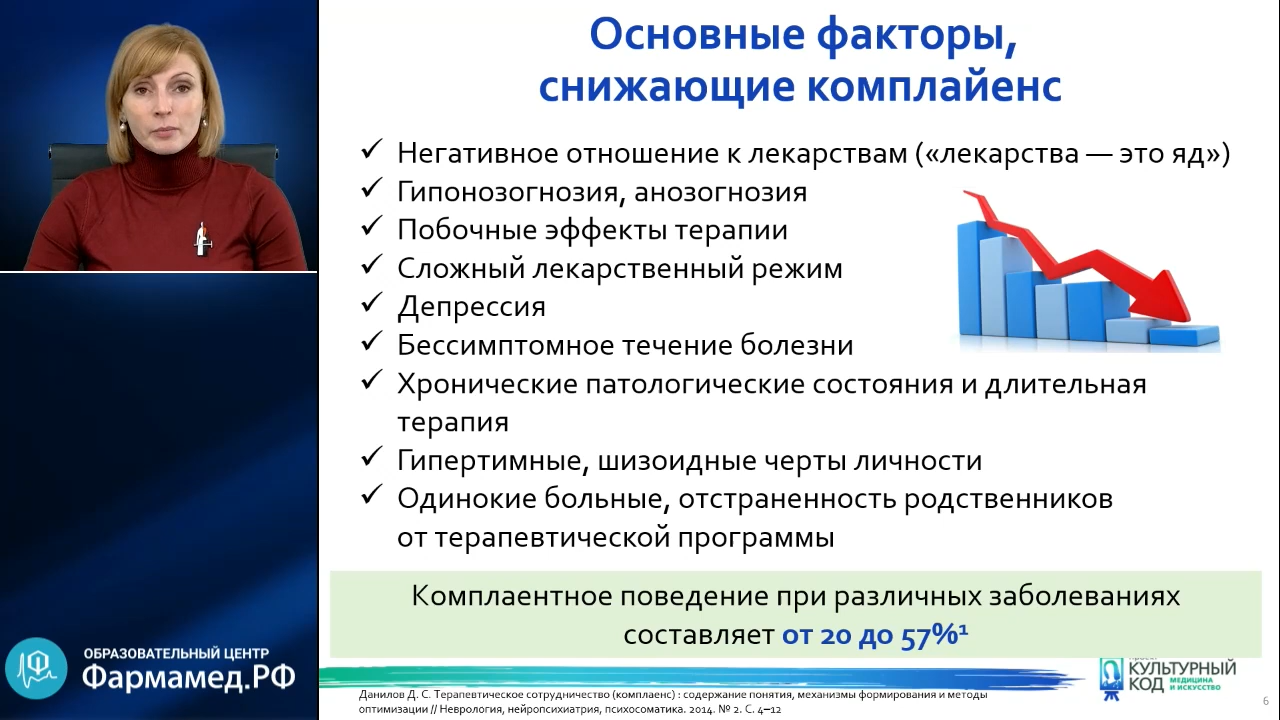 Основные факторы,
снижающие комплайенс
✓ Негативное отношение к лекарствам («лекарства — это яд»)
✓ Гипонозогнозия, анозогнозия
✓ Побочные эффекты терапии
✓ Сложный лекарственный режим
✓ Депрессия
✓ Бессимптомное течение болезни
✓ Хронические патологические состояния и длительная
терапия
✓ Гипертимные, шизоидные черты личности
✓ Одинокие больные, отстраненность родственников
от терапевтической программы
Комплаентное поведение при различных заболеваниях
составляет от 20 до 57%¹
ОБРАЗОВАТЕЛЬНЫЙ ЦЕНТР
Фармамед.РФ
КУЛЬТУРНЫЙ
КОД МЕДИЦИНА
И ИСКУССТВО
Данилов Д. С. Терапевтическое сотрудничество (комплаенс) : содержание понятия, механизмы формирования и методы
оптимизации // Неврология, нейропсихиатрия, психосоматика. 2014. № 2. С. 4–12
6